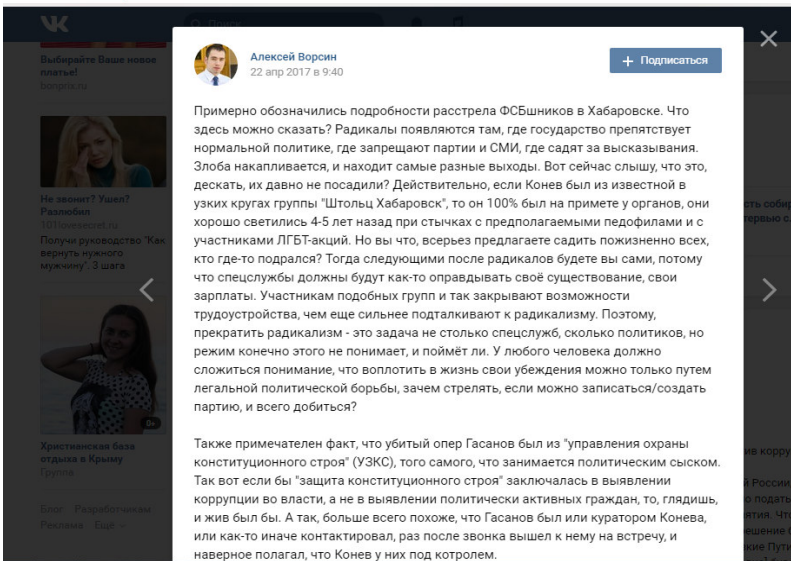 Поиск
Выбирайте Ваше новое
платье!
bonprix.ru
Не звонит? Ушел?
Разлюбил
101lovesecret.ru
Получи руководство "Как
вернуть нужного
мужчину". 3 шага
0+
Христианская база
отдыха в Крыму
Группа
Блог Разработчикам
Реклама Ещё
Алексей Ворсин
22 апр 2017 в 9:40
+ Подписаться
Примерно обозначились подробности расстрела ФСБшников в Хабаровске. Что
здесь можно сказать? Радикалы появляются там, где государство препятствует
нормальной политике, где запрещают партии и СМИ, где садят за высказывания.
Злоба накапливается, и находит самые разные выходы. Вот сейчас слышу, что это,
дескать, их давно не посадили? Действительно, если Конев был из известной в
узких кругах группы "Штольц Хабаровск", то он 100% был на примете у органов, они
хорошо светились 4-5 лет назад при стычках с предполагаемыми педофилами и с
участниками ЛГБТ-акций. Но вы что, всерьез предлагаете садить пожизненно всех,
кто где-то подрался? Тогда следующими после радикалов будете вы сами, потому
что спецслужбы должны будут как-то оправдывать своё существование, свои
зарплаты. Участникам подобных групп и так закрывают возможности
трудоустройства, чем еще сильнее подталкивают к радикализму. Поэтому,
прекратить радикализм - это задача не столько спецслужб, сколько политиков, но
режим конечно этого не понимает, и поймёт ли. У любого человека должно
сложиться понимание, что воплотить в жизнь свои убеждения можно только путем
легальной политической борьбы, зачем стрелять, если можно записаться/создать
партию, и всего добиться?
Также примечателен факт, что убитый опер Гасанов был из "управления охраны
конституционного строя" (УЗКС), того самого, что занимается политическим сыском.
Так вот если бы "защита конституционного строя" заключалась в выявлении
коррупции во власти, а не в выявлении политически активных граждан, то, глядишь,
и жив был бы. А так, больше всего похоже, что Гасанов был или куратором Конева,
или как-то иначе контактировал, раз после звонка вышел к нему на встречу, и
наверное полагал, что Конев у них под котролем.